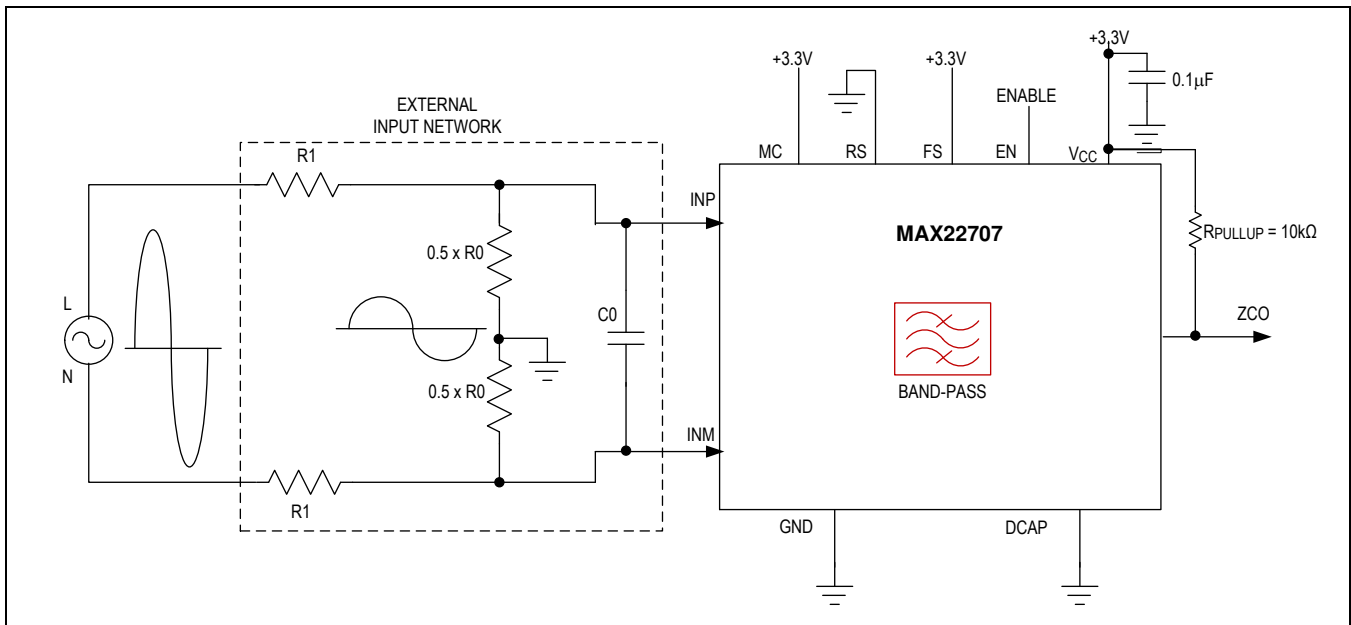 +3.3V
+3.3V
+3.3V
0.1µF
ENABLE
EXTERNAL
INPUT NETWORK
R1
MC
RS
FS
EN
VCC
INP
MAX22707
RPULLUP = 10kΩ
0.5 x R0
L
C0
ZCO
N
0.5 x R0
BAND-PASS
INM
R1
GND
DCAP